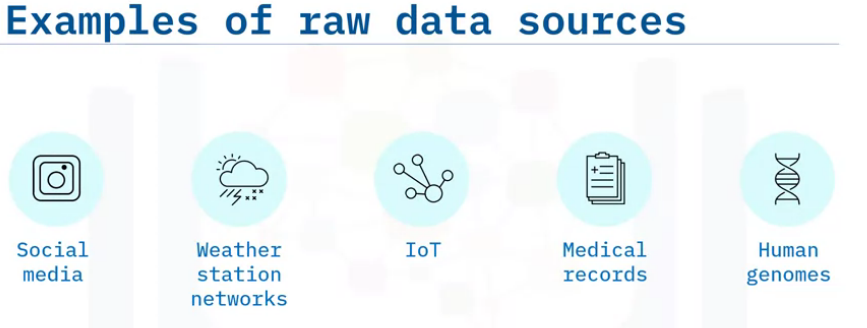 Examples of raw data sources
Social
media
Weather
station
networks
IoT
Medical
records
Human
genomes